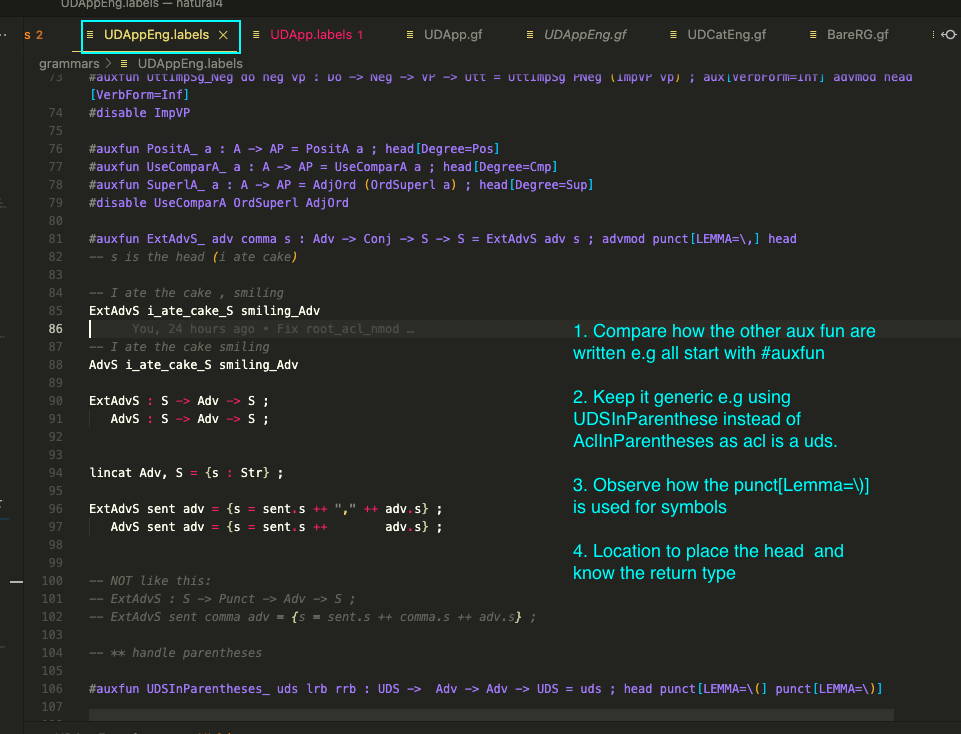 UDAppEng.labels — natural4
s 2 UDAppEng.labels UDApp.labels 1 UDApp.gf UDAppEng.gf UDCatEng.gf BareRG.gf
grammars > UDAppEng.labels
73 #auxfun UttImpSg_Neg do neg vp : Do -> Neg -> VP -> Utt = UttImpSg PNeg (ImpVP vp) ; aux[VerbForm=Inf] advmod head
[VerbForm=Inf]
74 #disable ImpVP
75
76 #auxfun PositA_ a : A -> AP = PositA a ; head[Degree=Pos]
77 #auxfun UseComparA_ a : A -> AP = UseComparA a ; head[Degree=Cmp]
78 #auxfun SuperlA_ a : A -> AP = AdjOrd (OrdSuperl a) ; head[Degree=Sup]
79 #disable UseComparA OrdSuperl AdjOrd
80
81 #auxfun ExtAdvS_ adv comma s : Adv -> Conj -> S -> S = ExtAdvS adv s ; advmod punct[LEMMA=\,] head
82 -- s is the head (i ate cake)
83
84 -- I ate the cake , smiling
85 ExtAdvS i_ate_cake_S smiling_Adv
86 You, 24 hours ago • Fix root_acl_nmod …
87 -- I ate the cake smiling
88 AdvS i_ate_cake_S smiling_Adv
89
90 ExtAdvS : S -> Adv -> S ;
91 AdvS : S -> Adv -> S ;
92
93
94 lincat Adv, S = {s : Str} ;
95
96 ExtAdvS sent adv = {s = sent.s ++ "," ++ adv.s} ;
97 AdvS sent adv = {s = sent.s ++ adv.s} ;
98
99
100 -- NOT like this:
101 -- ExtAdvS : S -> Punct -> Adv -> S ;
102 -- ExtAdvS sent comma adv = {s = sent.s ++ comma.s ++ adv.s} ;
103
104 -- ** handle parentheses
105
106 #auxfun UDSInParentheses_ uds lrb rrb : UDS -> Adv -> Adv -> UDS = uds ; head punct[LEMMA=\(] punct[LEMMA=\)]
107
1. Compare how the other aux fun are
written e.g all start with #auxfun
2. Keep it generic e.g using
UDSInParenthese instead of
AclInParentheses as acl is a uds.
3. Observe how the punct[Lemma=\)]
is used for symbols
4. Location to place the head and
know the return type